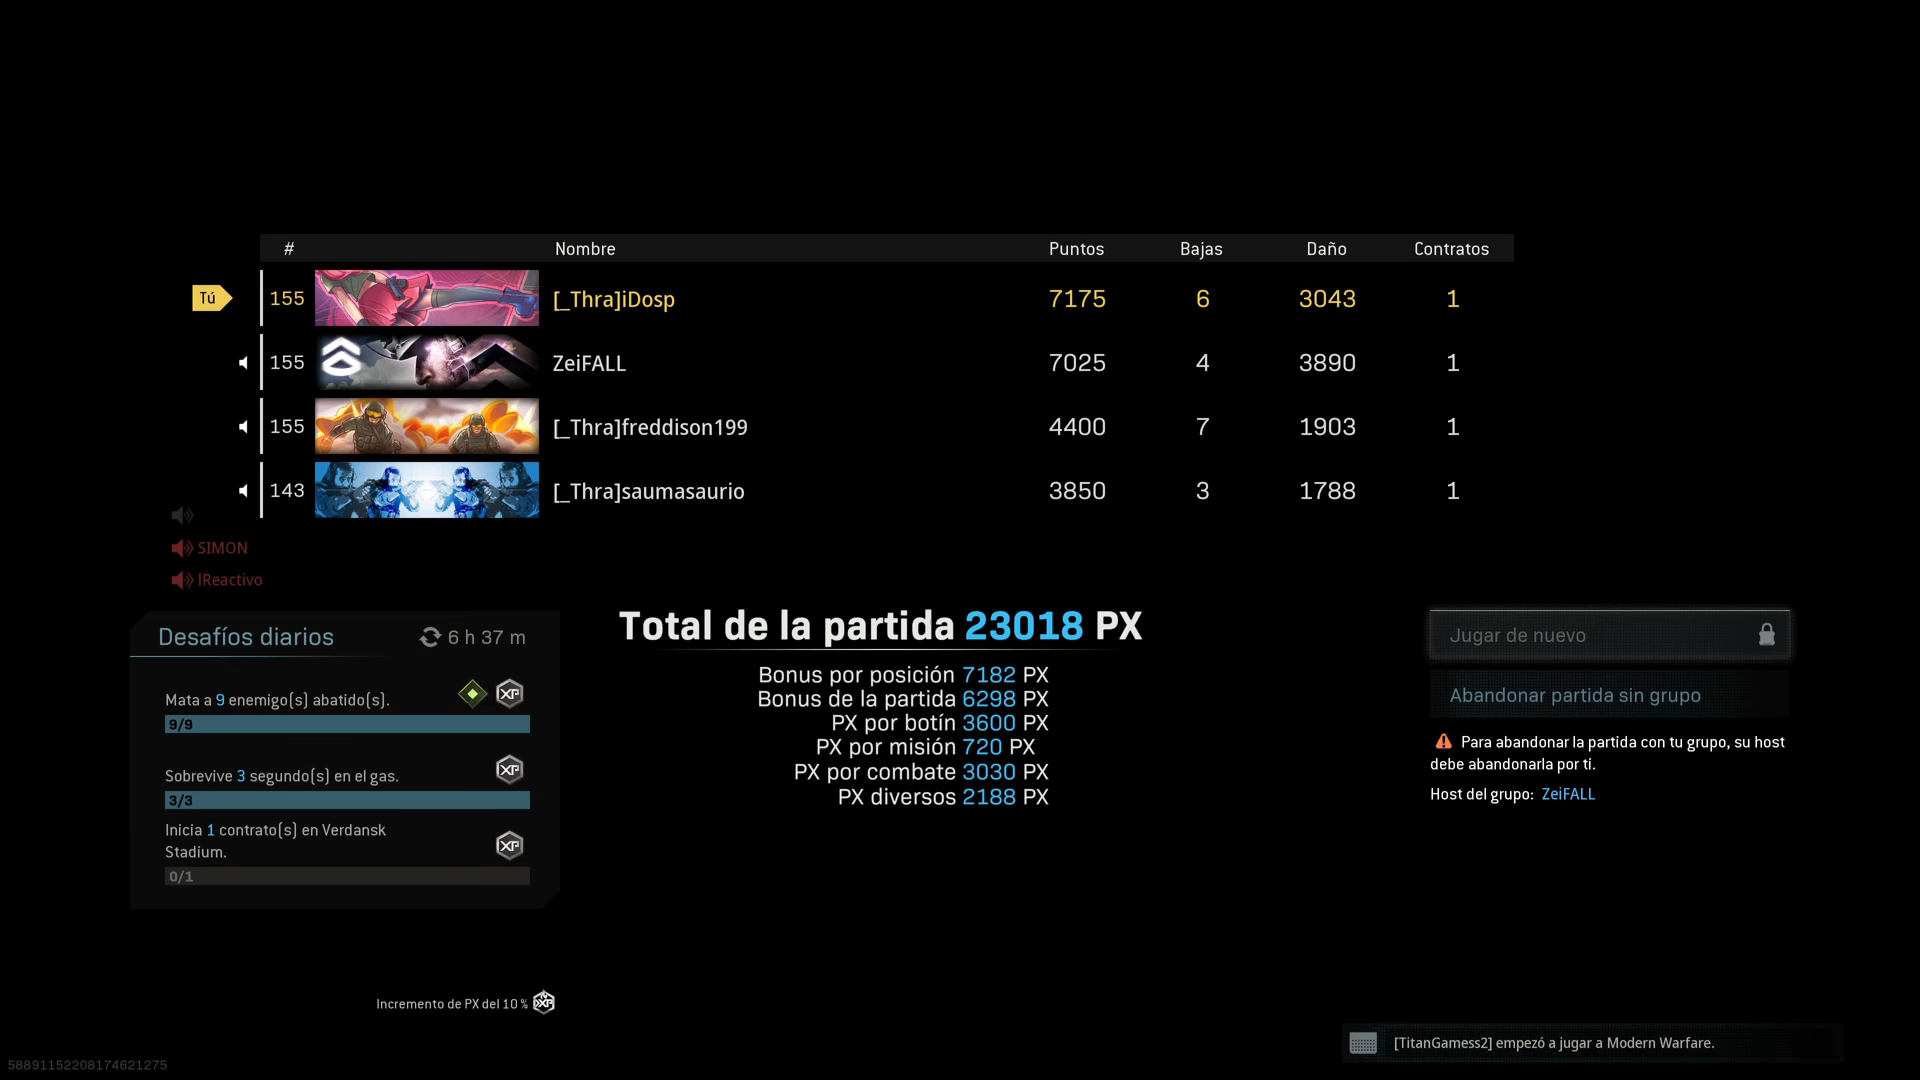 # Nombre Puntos Bajas Daño Contratos
Tú 155 [_Thra]iDosp 7175 6 3043 1
155 ZeiFALL 7025 4 3890 1
155 [_Thra]freddison199 4400 7 1903 1
143 [_Thra]saumasaurio 3850 3 1788 1
SIMON
lReactivo
Desafíos diarios 6 h 37 m
Mata a 9 enemigo(s) abatido(s). XP
9/9
Sobrevive 3 segundo(s) en el gas. XP
3/3
Inicia 1 contrato(s) en Verdansk
Stadium. XP
0/1
Total de la partida 23018 PX
Bonus por posición 7182 PX
Bonus de la partida 6298 PX
PX por botín 3600 PX
PX por misión 720 PX
PX por combate 3030 PX
PX diversos 2188 PX
Jugar de nuevo
Abandonar partida sin grupo
Para abandonar la partida con tu grupo, su host
debe abandonarla por ti.
Host del grupo: ZeiFALL
Incremento de PX del 10 %
[TitanGamess2] empezó a jugar a Modern Warfare.
58891152208174621275